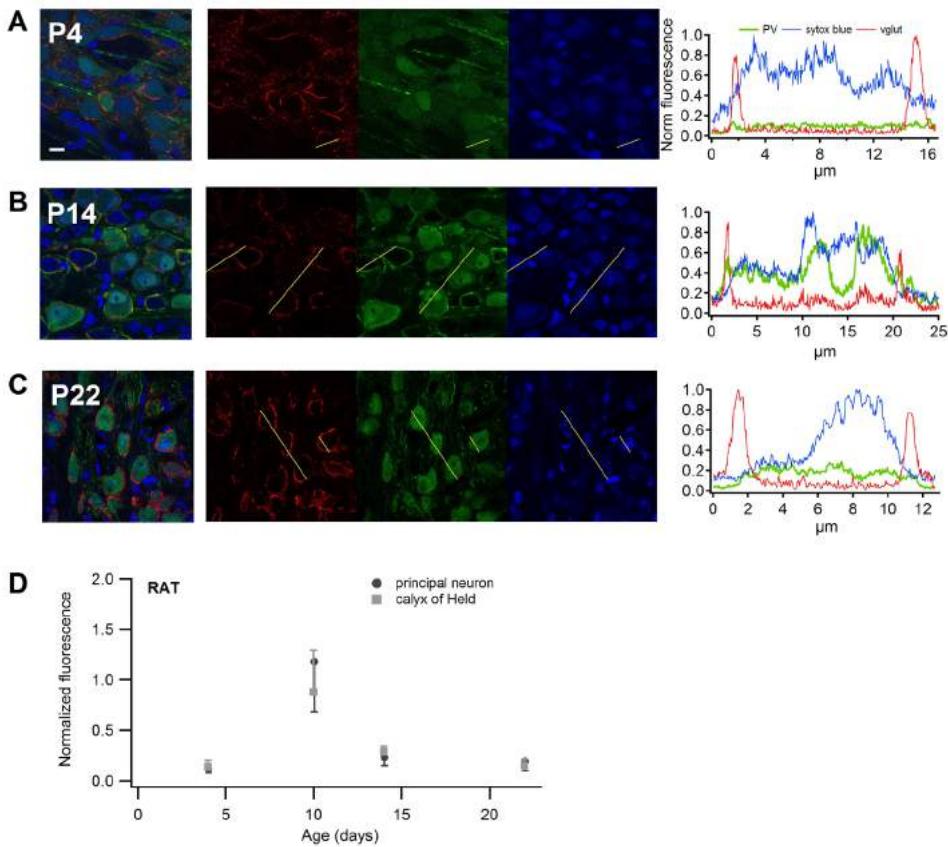 A
P4
PV sytox blue vglut
Norm fluorescence
1.0
0.8
0.6
0.4
0.2
0.0
0 4 8 12 16
µm
B
P14
1.0
0.8
0.6
0.4
0.2
0.0
0 5 10 15 20 25
µm
C
P22
1.0
0.8
0.6
0.4
0.2
0.0
0 2 4 6 8 10 12
µm
D
RAT
principal neuron
calyx of Held
Normalized fluorescence
2.0
1.5
1.0
0.5
0.0
0 5 10 15 20
Age (days)